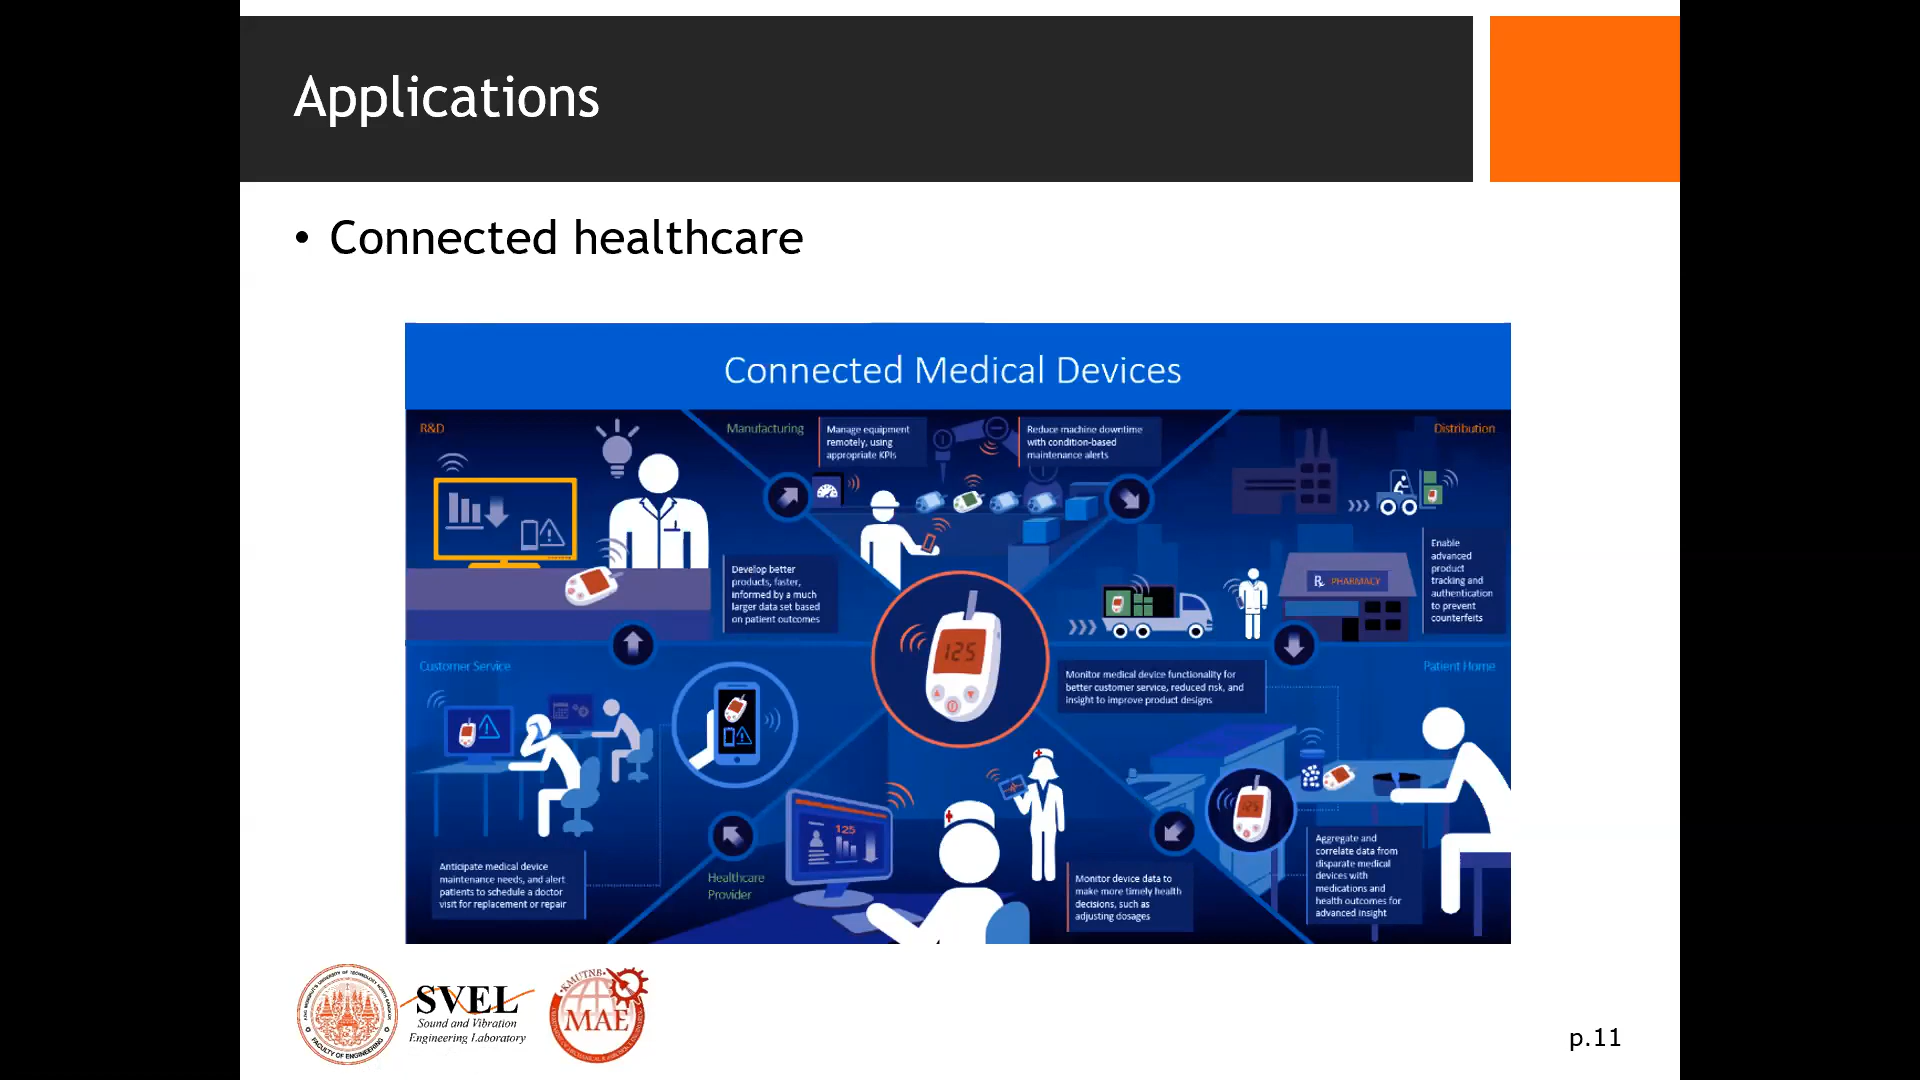 Applications
• Connected healthcare
Connected Medical Devices
R&D
Develop better
products, faster,
informed by a much
larger data set based
on patient outcomes
Manufacturing
Manage equipment
remotely, using
appropriate KPIs
Reduce machine downtime
with condition-based
maintenance alerts
Distribution
PHARMACY
Enable
advanced
product
tracking and
authentication
to prevent
counterfeits
125
Customer Service
Anticipate medical device
maintenance needs, and alert
patients to schedule a doctor
visit for replacement or repair
Monitor medical device functionality for
better customer service, reduced risk, and
insight to improve product designs
Patient Home
125
Aggregate and
correlate data from
disparate medical
devices with
medications and
health outcomes for
advanced insight
Healthcare
Provider
125
Monitor device data to
make more timely health
decisions, such as
adjusting dosages
FACULTY OF ENGINEERING
SVEL
Sound and Vibration
Engineering Laboratory
KMUTNB
MAE
p.11